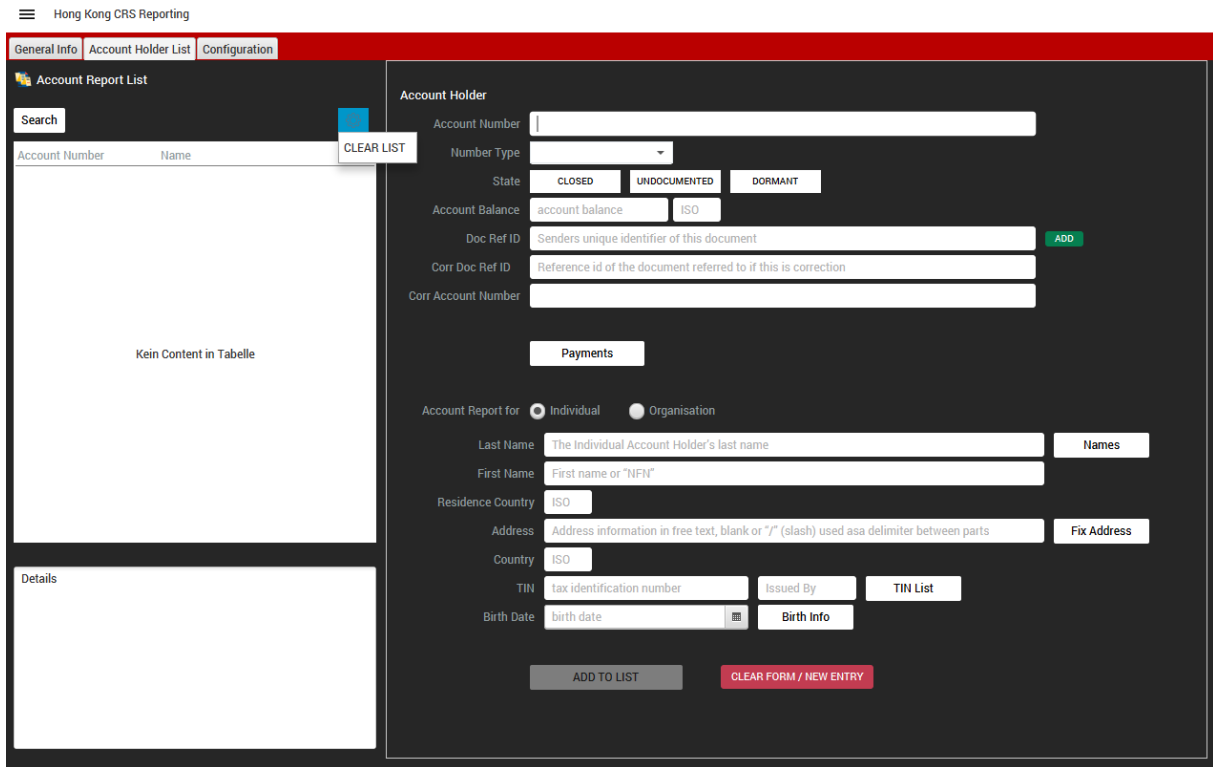 Hong Kong CRS Reporting
General Info Account Holder List Configuration
Account Report List
Search
CLEAR LIST
Account Number Name
Kein Content in Tabelle
Details
Account Holder
Account Number
Number Type
State CLOSED UNDOCUMENTED DORMANT
Account Balance account balance ISO
Doc Ref ID Senders unique identifier of this document ADD
Corr Doc Ref ID Reference id of the document referred to if this is correction
Corr Account Number
Payments
Account Report for Individual Organisation
Last Name The Individual Account Holder's last name Names
First Name First name or "NFN"
Residence Country ISO
Address Address information in free text, blank or "/" (slash) used asa delimiter between parts Fix Address
Country ISO
TIN tax identification number Issued By TIN List
Birth Date birth date Birth Info
ADD TO LIST CLEAR FORM / NEW ENTRY